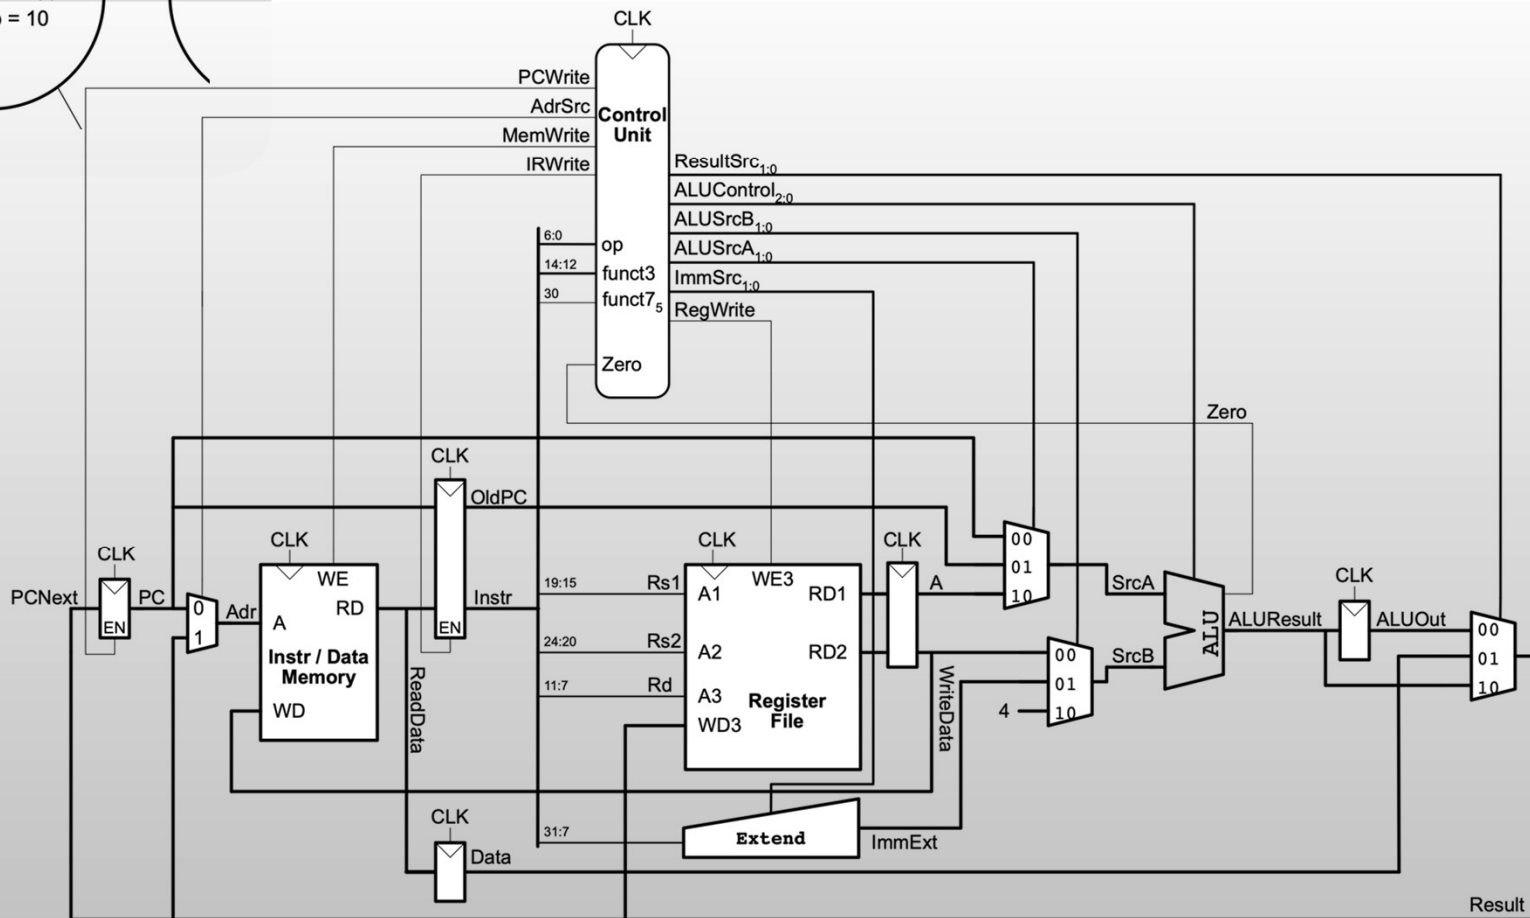 = 10
CLK
PCWrite
AdrSrc
MemWrite
IRWrite
Control
Unit
ResultSrc1:0
ALUControl2:0
ALUSrcB1:0
ALUSrcA1:0
ImmSrc1:0
RegWrite
6:0
op
14:12
funct3
30
funct75
Zero
Zero
CLK
OldPC
CLK
CLK
CLK
CLK
PCNext
PC
EN
0
1
Adr
WE
RD
A
Instr / Data
Memory
WD
EN
Instr
ReadData
19:15
Rs1
24:20
Rs2
11:7
Rd
A1
WE3
RD1
A2
RD2
A3
WD3
Register
File
A
WriteData
00
01
10
SrcA
00
01
10
4
SrcB
ALU
ALUResult
CLK
ALUOut
00
01
10
CLK
Data
31:7
Extend
ImmExt
Result